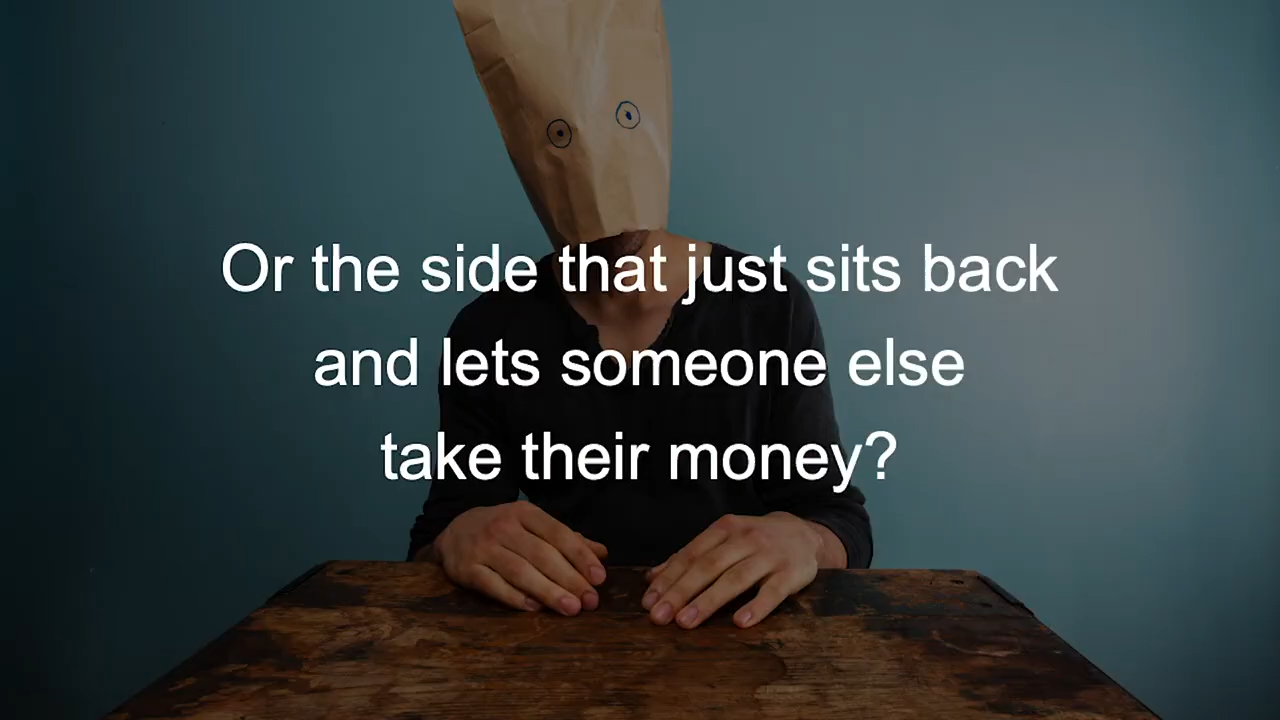 Or the side that just sits back
and lets someone else
take their money?